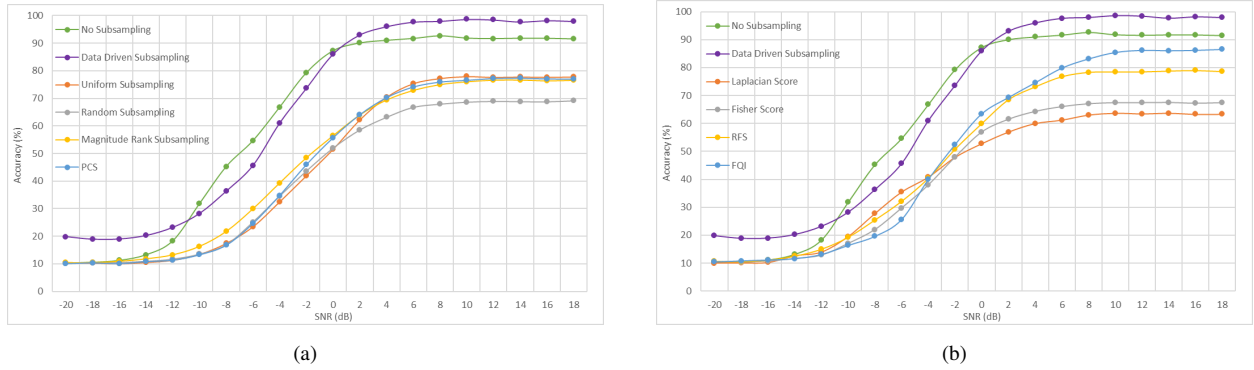 100
90
80
70
60
50
40
30
20
10
0
Accuracy (%)
No Subsampling
Data Driven Subsampling
Uniform Subsampling
Random Subsampling
Magnitude Rank Subsampling
PCS
-20 -18 -16 -14 -12 -10 -8 -6 -4 -2 0 2 4 6 8 10 12 14 16 18
SNR (dB)
(a)
100
90
80
70
60
50
40
30
20
10
0
Accuracy (%)
No Subsampling
Data Driven Subsampling
Laplacian Score
Fisher Score
RFS
FQI
-20 -18 -16 -14 -12 -10 -8 -6 -4 -2 0 2 4 6 8 10 12 14 16 18
SNR (dB)
(b)